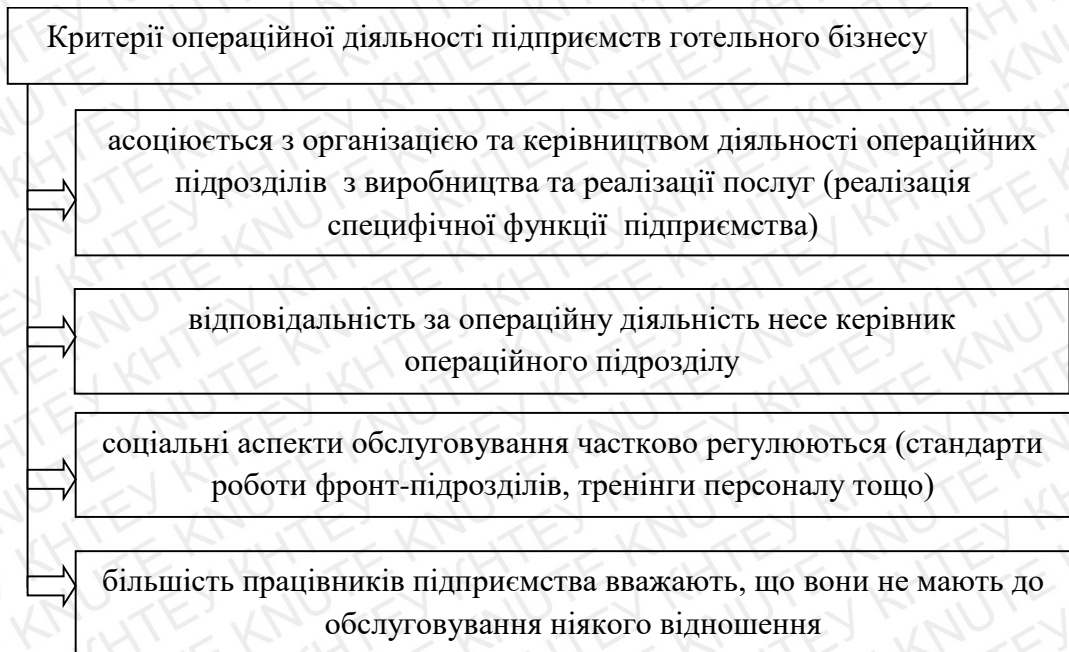 Критерії операційної діяльності підприємств готельного бізнесу
асоціюється з організацією та керівництвом діяльності операційних
підрозділів з виробництва та реалізації послуг (реалізація
специфічної функції підприємства)
відповідальність за операційну діяльність несе керівник
операційного підрозділу
соціальні аспекти обслуговування частково регулюються (стандарти
роботи фронт-підрозділів, тренінги персоналу тощо)
більшість працівників підприємства вважають, що вони не мають до
обслуговування ніякого відношення